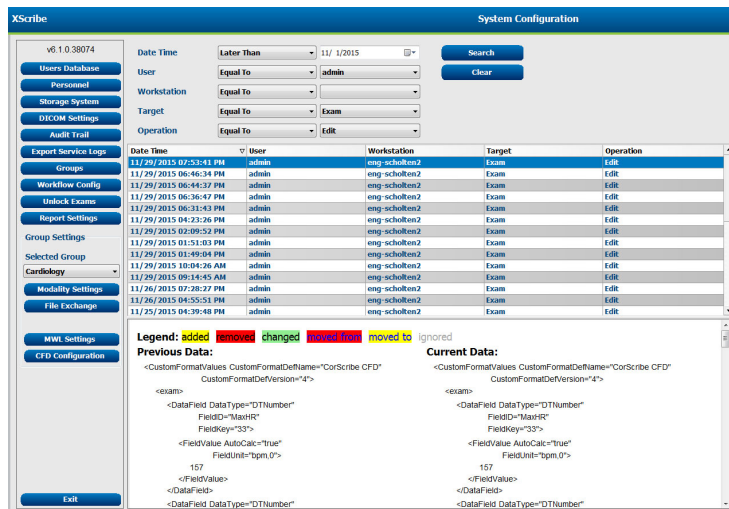 XScribe System Configuration
v6.1.0.38074
Users Database
Personnel
Storage System
DICOM Settings
Audit Trail
Export Service Logs
Groups
Workflow Config
Unlock Exams
Report Settings
Group Settings
Selected Group
Cardiology
Modality Settings
File Exchange
MWL Settings
CFD Configuration
Exit
Date Time Later Than 11/ 1/2015 Search
User Equal To admin Clear
Workstation Equal To
Target Equal To Exam
Operation Equal To Edit
Date Time User Workstation Target Operation
11/29/2015 07:53:41 PM admin eng-scholten2 Exam Edit
11/29/2015 06:46:34 PM admin eng-scholten2 Exam Edit
11/29/2015 06:44:37 PM admin eng-scholten2 Exam Edit
11/29/2015 06:36:47 PM admin eng-scholten2 Exam Edit
11/29/2015 06:31:43 PM admin eng-scholten2 Exam Edit
11/29/2015 04:23:26 PM admin eng-scholten2 Exam Edit
11/29/2015 02:09:52 PM admin eng-scholten2 Exam Edit
11/29/2015 01:51:03 PM admin eng-scholten2 Exam Edit
11/29/2015 01:49:04 PM admin eng-scholten2 Exam Edit
11/29/2015 10:04:26 AM admin eng-scholten2 Exam Edit
11/29/2015 09:14:45 AM admin eng-scholten2 Exam Edit
11/26/2015 07:28:27 PM admin eng-scholten2 Exam Edit
11/26/2015 04:55:51 PM admin eng-scholten2 Exam Edit
11/25/2015 04:39:48 PM admin eng-scholten2 Exam Edit
Legend: added removed changed moved from moved to ignored
Previous Data:
<CustomFormatValues CustomFormatDefName="CorScribe CFD"
CustomFormatDefVersion="4">
<exam>
<DataField DataType="DTNumber"
FieldID="MaxHR"
FieldKey="33">
<FieldValue AutoCalc="true"
FieldUnit="bpm,0">
157
</FieldValue>
</DataField>
<DataField DataType="DTNumber"
Current Data:
<CustomFormatValues CustomFormatDefName="CorScribe CFD"
CustomFormatDefVersion="4">
<exam>
<DataField DataType="DTNumber"
FieldID="MaxHR"
FieldKey="33">
<FieldValue AutoCalc="true"
FieldUnit="bpm,0">
157
</FieldValue>
</DataField>
<DataField DataType="DTNumber"